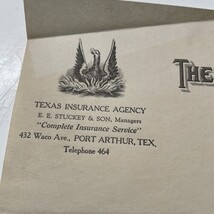 THE
TEXAS INSURANCE AGENCY
E. E. STUCKEY & SON, Managers
"Complete Insurance Service"
432 Waco Ave., PORT ARTHUR, TEX.
Telephone 464